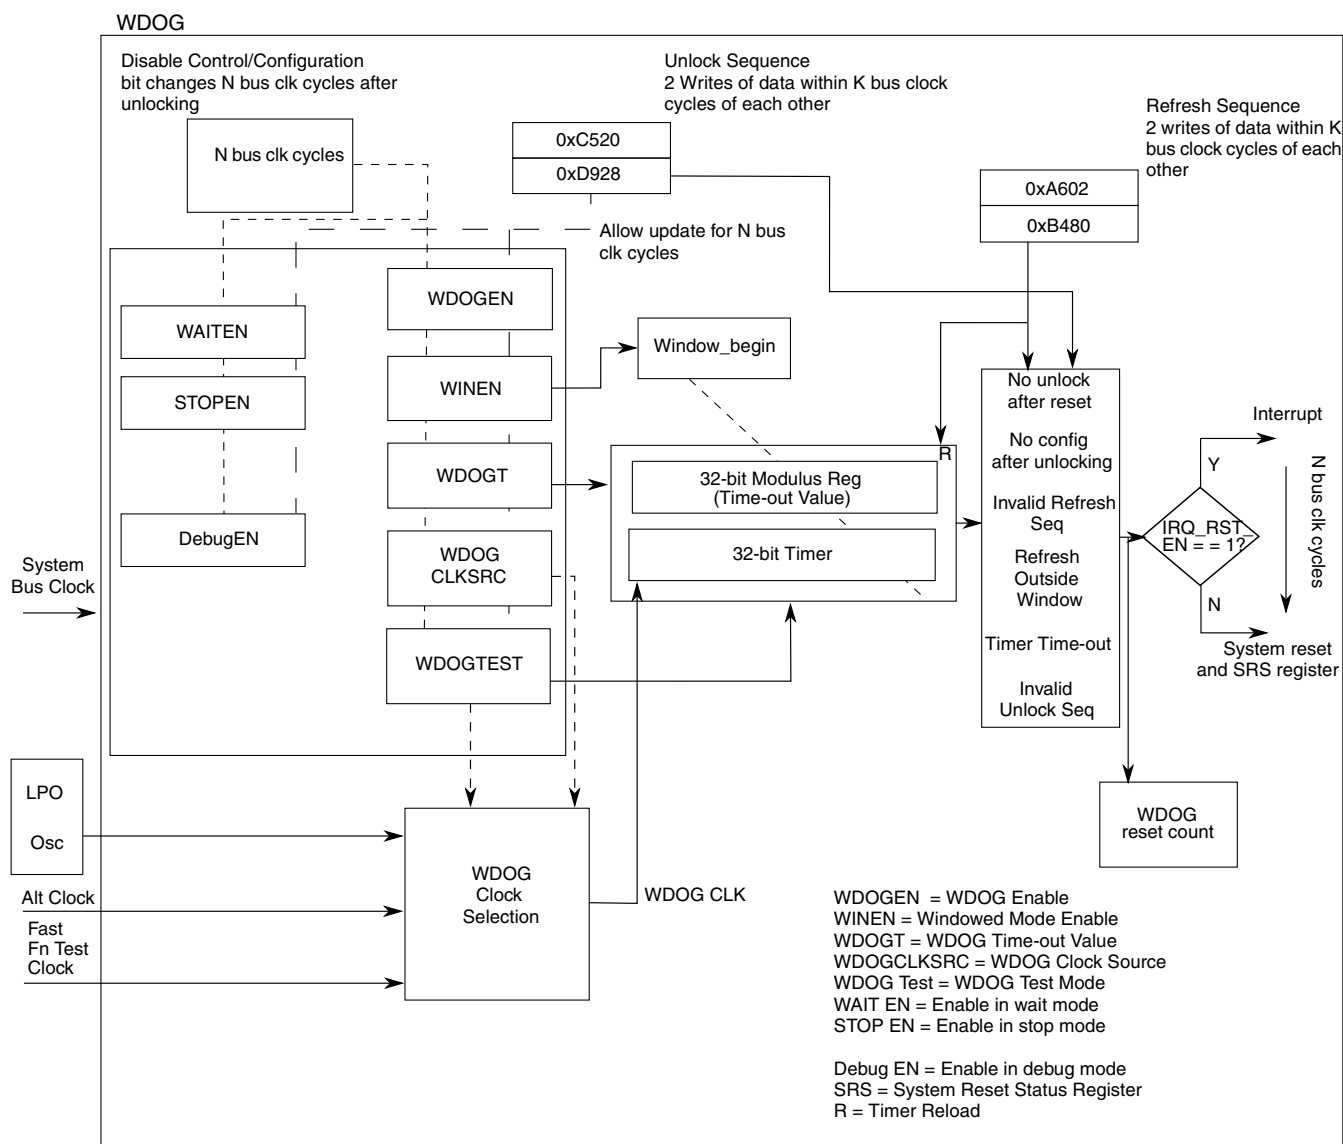 WDOG
Disable Control/Configuration
bit changes N bus clk cycles after
unlocking
Unlock Sequence
2 Writes of data within K bus clock
cycles of each other
Refresh Sequence
2 writes of data within K
bus clock cycles of each
other
N bus clk cycles
0xC520
0xD928
0xA602
0xB480
Allow update for N bus
clk cycles
WDOGEN
WAITEN
WINEN
STOPEN
WDOGT
DebugEN
WDOG
CLKSRC
WDOGTEST
Window_begin
R
32-bit Modulus Reg
(Time-out Value)
32-bit Timer
No unlock
after reset
No config
after unlocking
Invalid Refresh
Seq
Refresh
Outside
Window
Timer Time-out
Invalid
Unlock Seq
Interrupt
Y
IRQ_RST_
EN = = 1?
N
N bus clk cycles
System reset
and SRS register
System
Bus Clock
LPO
Osc
Alt Clock
Fast
Fn Test
Clock
WDOG
Clock
Selection
WDOG CLK
WDOG
reset count
WDOGEN = WDOG Enable
WINEN = Windowed Mode Enable
WDOGT = WDOG Time-out Value
WDOGCLKSRC = WDOG Clock Source
WDOG Test = WDOG Test Mode
WAIT EN = Enable in wait mode
STOP EN = Enable in stop mode
Debug EN = Enable in debug mode
SRS = System Reset Status Register
R = Timer Reload